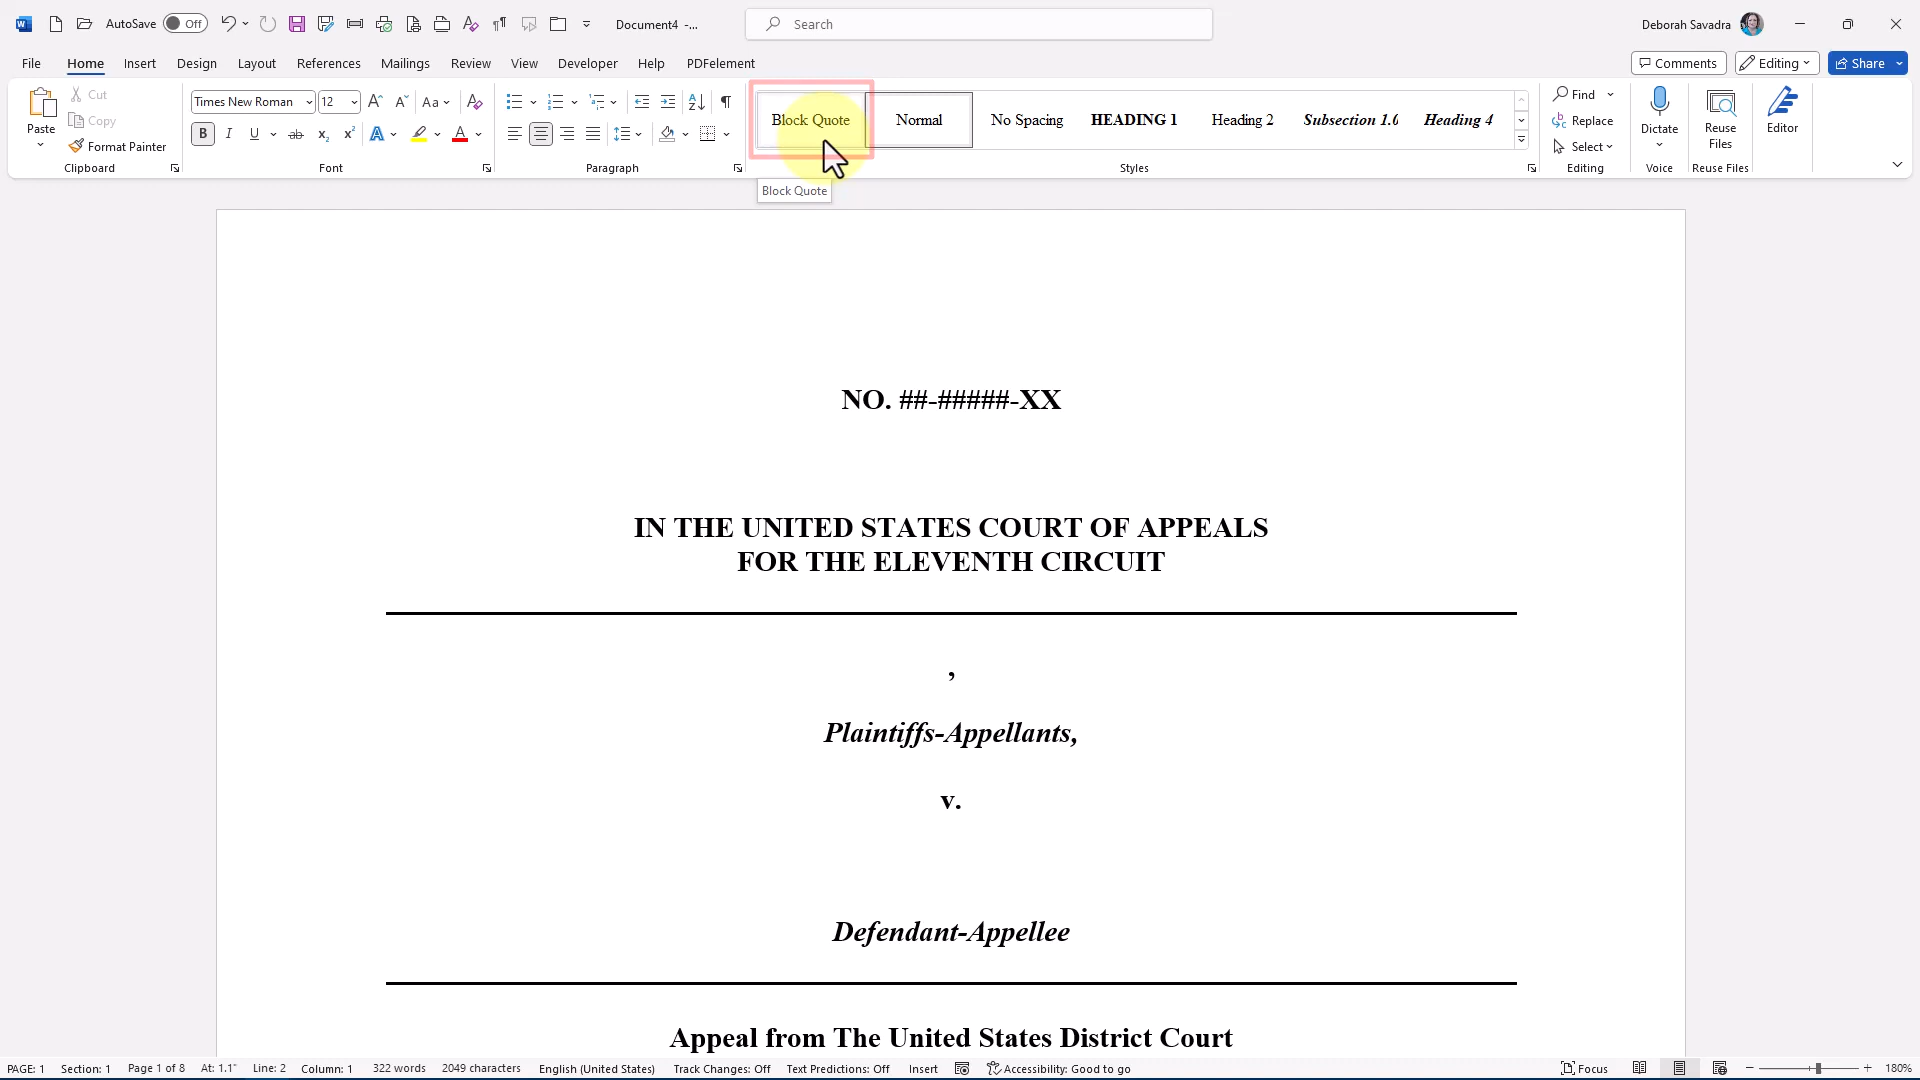 AutoSave Off Document4 -... Search Deborah Savadra
File Home Insert Design Layout References Mailings Review View Developer Help PDFelement Comments Editing Share
Paste Cut Copy Format Painter Clipboard
Times New Roman 12 Aa
B I U ab x₂ x² A A
Font
Paragraph
Block Quote Normal No Spacing HEADING 1 Heading 2 Subsection 1.0 Heading 4
Styles
Find Replace Select Editing
Dictate Voice
Reuse Files Reuse Files
Editor
Block Quote
NO. ##-#####-XX
IN THE UNITED STATES COURT OF APPEALS
FOR THE ELEVENTH CIRCUIT
,
Plaintiffs-Appellants,
v.
Defendant-Appellee
Appeal from The United States District Court
PAGE: 1 Section: 1 Page 1 of 8 At: 1.1" Line: 2 Column: 1 322 words 2049 characters English (United States) Track Changes: Off Text Predictions: Off Insert Accessibility: Good to go Focus 180%